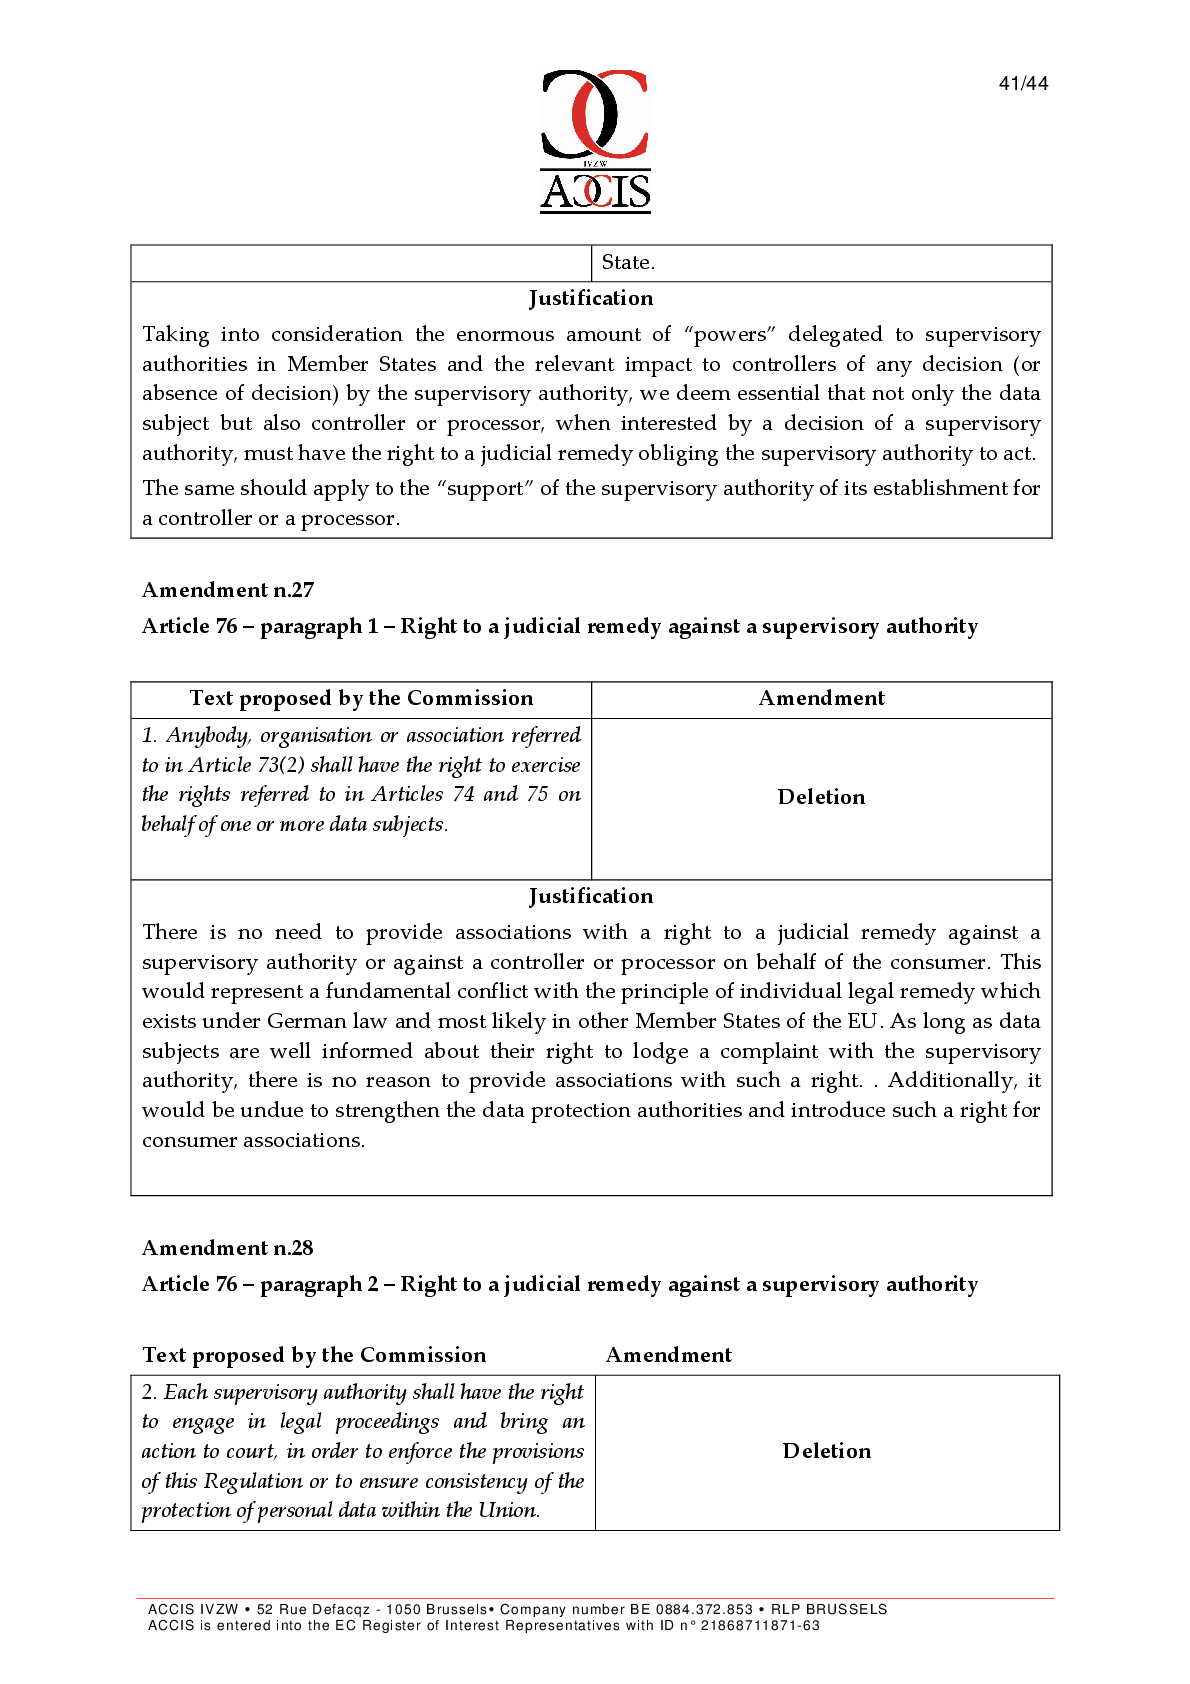 41/44
IVZW
ACCIS
State.
Justification
Taking into consideration the enormous amount of “powers” delegated to supervisory
authorities in Member States and the relevant impact to controllers of any decision (or
absence of decision) by the supervisory authority, we deem essential that not only the data
subject but also controller or processor, when interested by a decision of a supervisory
authority, must have the right to a judicial remedy obliging the supervisory authority to act.
The same should apply to the “support” of the supervisory authority of its establishment for
a controller or a processor.
Amendment n.27
Article 76 – paragraph 1 – Right to a judicial remedy against a supervisory authority
Text proposed by the Commission
Amendment
1. Anybody, organisation or association referred
to in Article 73(2) shall have the right to exercise
the rights referred to in Articles 74 and 75 on
behalf of one or more data subjects.
Deletion
Justification
There is no need to provide associations with a right to a judicial remedy against a
supervisory authority or against a controller or processor on behalf of the consumer. This
would represent a fundamental conflict with the principle of individual legal remedy which
exists under German law and most likely in other Member States of the EU. As long as data
subjects are well informed about their right to lodge a complaint with the supervisory
authority, there is no reason to provide associations with such a right. . Additionally, it
would be undue to strengthen the data protection authorities and introduce such a right for
consumer associations.
Amendment n.28
Article 76 – paragraph 2 – Right to a judicial remedy against a supervisory authority
Text proposed by the Commission
Amendment
2. Each supervisory authority shall have the right
to engage in legal proceedings and bring an
action to court, in order to enforce the provisions
of this Regulation or to ensure consistency of the
protection of personal data within the Union.
Deletion
ACCIS IVZW • 52 Rue Defacqz - 1050 Brussels• Company number BE 0884.372.853 • RLP BRUSSELS
ACCIS is entered into the EC Register of Interest Representatives with ID n° 21868711871-63